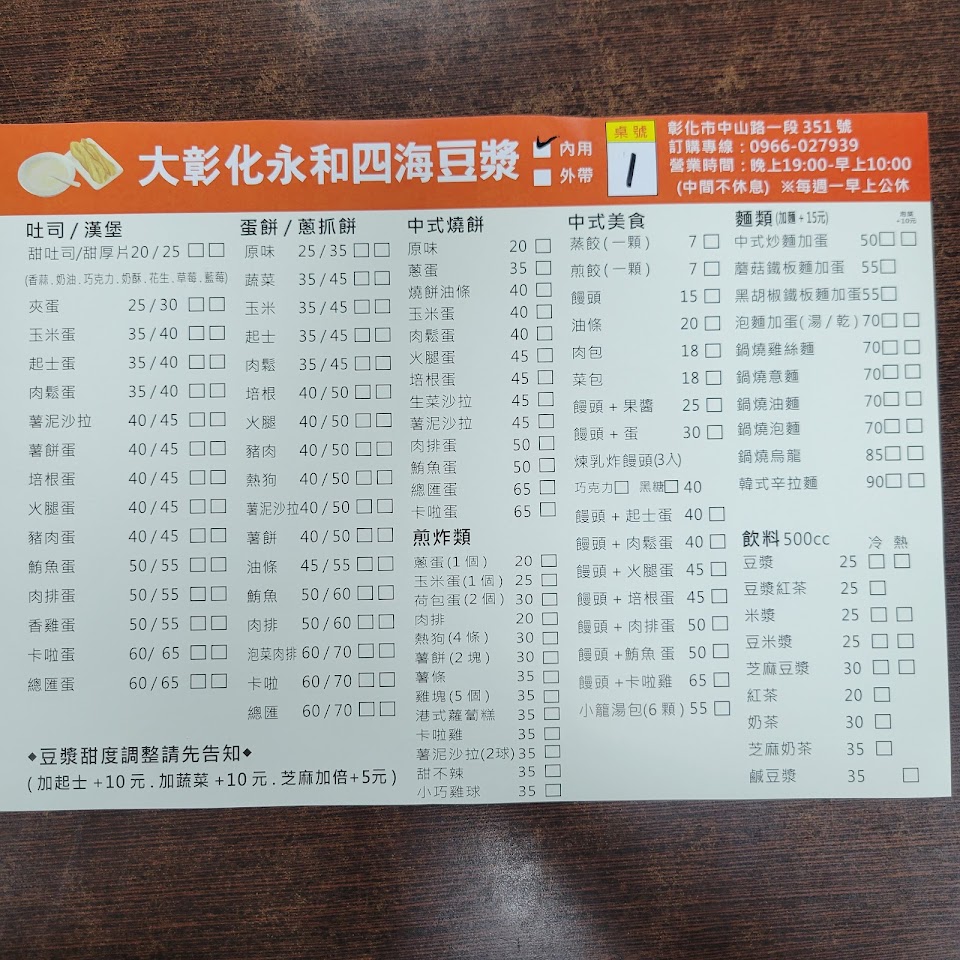 大彰化永和四海豆漿
內用
外帶
桌號
1
彰化市中山路一段351號
訂購專線：0966-027939
營業時間：晚上19:00-早上10:00
(中間不休息) ※每週一早上公休
吐司/漢堡
甜吐司/甜厚片20/25
(香蒜.奶油.巧克力.奶酥.花生.草莓.藍莓)
夾蛋 25/30
玉米蛋 35/40
起士蛋 35/40
肉鬆蛋 35/40
薯泥沙拉 40/45
薯餅蛋 40/45
培根蛋 40/45
火腿蛋 40/45
豬肉蛋 40/45
鮪魚蛋 50/55
肉排蛋 50/55
香雞蛋 50/55
卡啦蛋 60/65
總匯蛋 60/65
◆豆漿甜度調整請先告知◆
(加起士+10元.加蔬菜+10元.芝麻加倍+5元)
蛋餅/蔥抓餅
原味 25/35
蔬菜 35/45
玉米 35/45
起士 35/45
肉鬆 35/45
培根 40/50
火腿 40/50
豬肉 40/50
熱狗 40/50
薯泥沙拉40/50
薯餅 40/50
油條 45/55
鮪魚 50/60
肉排 50/60
泡菜肉排 60/70
卡啦 60/70
總匯 60/70
中式燒餅
原味 20
蔥蛋 35
燒餅油條 40
玉米蛋 40
肉鬆蛋 40
火腿蛋 45
培根蛋 45
生菜沙拉 45
薯泥沙拉 45
肉排蛋 50
鮪魚蛋 50
總匯蛋 65
卡啦蛋 65
煎炸類
蔥蛋(1個) 20
玉米蛋(1個) 25
荷包蛋(2個) 30
肉排 20
熱狗(4條) 30
薯餅(2塊) 30
薯條 35
雞塊(5個) 35
港式蘿蔔糕 35
卡啦雞 35
薯泥沙拉(2球)35
甜不辣 35
小巧雞球 35
中式美食
蒸餃(一顆) 7
煎餃(一顆) 7
饅頭 15
油條 20
肉包 18
菜包 18
饅頭+果醬 25
饅頭+蛋 30
煉乳炸饅頭(3入)
巧克力 黑糖 40
饅頭+起士蛋 40
饅頭+肉鬆蛋 40
饅頭+火腿蛋 45
饅頭+培根蛋 45
饅頭+肉排蛋 50
饅頭+鮪魚蛋 50
饅頭+卡啦雞 65
小籠湯包(6顆) 55
麵類(加麵+15元)
+10元
中式炒麵加蛋 50
蘑菇鐵板麵加蛋 55
黑胡椒鐵板麵加蛋55
泡麵加蛋(湯/乾)70
鍋燒雞絲麵 70
鍋燒意麵 70
鍋燒油麵 70
鍋燒泡麵 70
鍋燒烏龍 85
韓式辛拉麵 90
飲料500cc 冷 熱
豆漿 25
豆漿紅茶 25
米漿 25
豆米漿 25
芝麻豆漿 30
紅茶 20
奶茶 30
芝麻奶茶 35
鹹豆漿 35